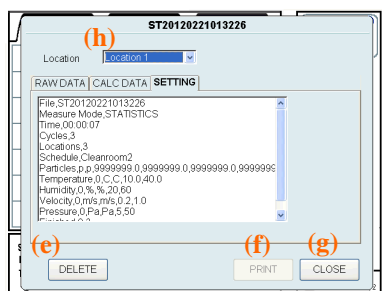 ST20120221013226
(h)
Location Location 1
RAW DATA CALC DATA SETTING
File,ST20120221013226
Measure Mode,STATISTICS
Time,00:00:07
Cycles,3
Locations,3
Schedule,Cleanroom2
Particles,p,p,9999999.0,9999999.0,9999999.0,9999999
Temperature,0,C,C,10.0,40.0
Humidity,0,%,%,20,60
Velocity,0,m/s,m/s,0.2,1.0
Pressure,0,Pa,Pa,5,50
(e) (f) (g)
DELETE PRINT CLOSE